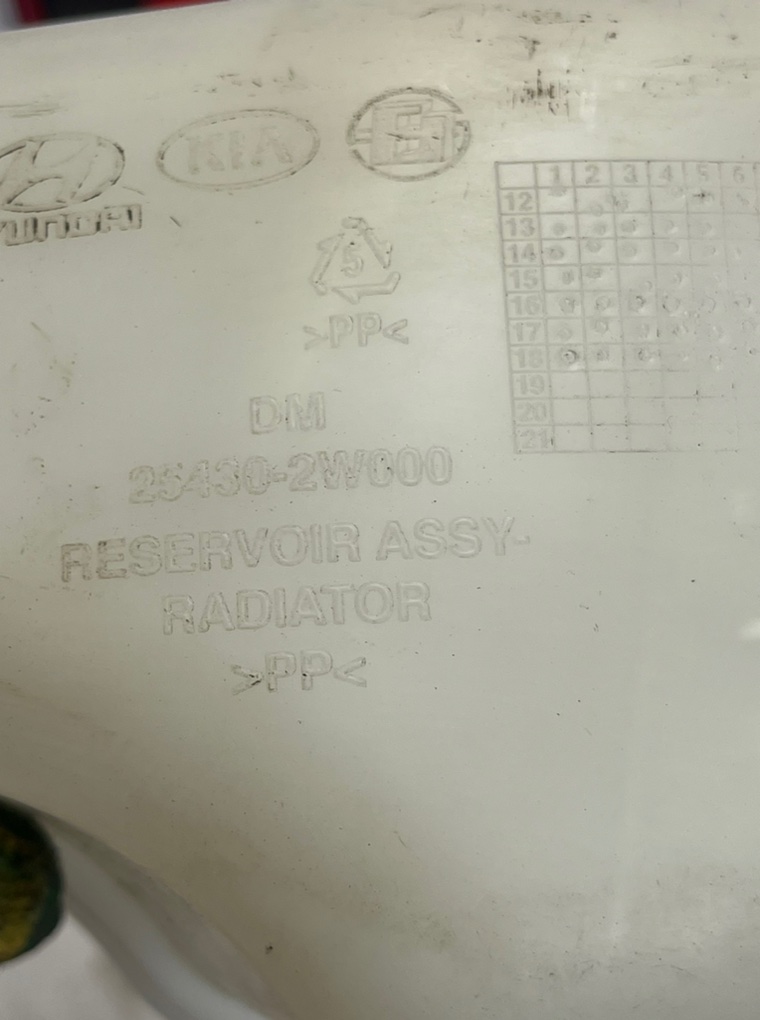 KIA
HYUNDAI
5
>PP<
DM
25430-2W000
RESERVOIR ASSY-
RADIATOR
>PP<
1 2 3 4 5 6
12
13
14
15
16
17
18
19
20
21